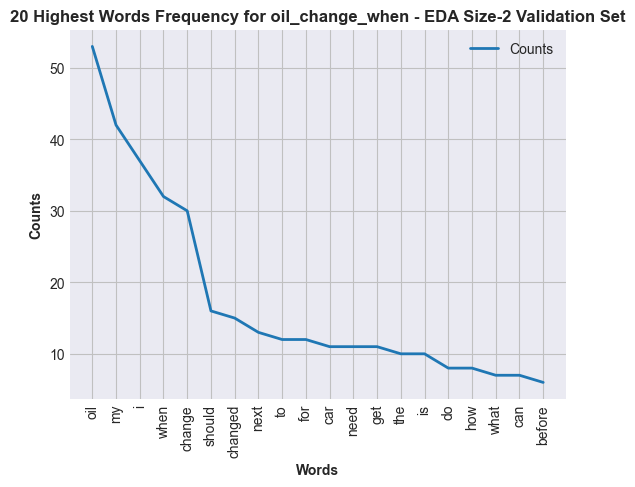 20 Highest Words Frequency for oil_change_when - EDA Size-2 Validation Set
Counts
50
40
30
20
10
Counts
oil
my
i
when
change
should
changed
next
to
for
car
need
get
the
is
do
how
what
can
before
Words